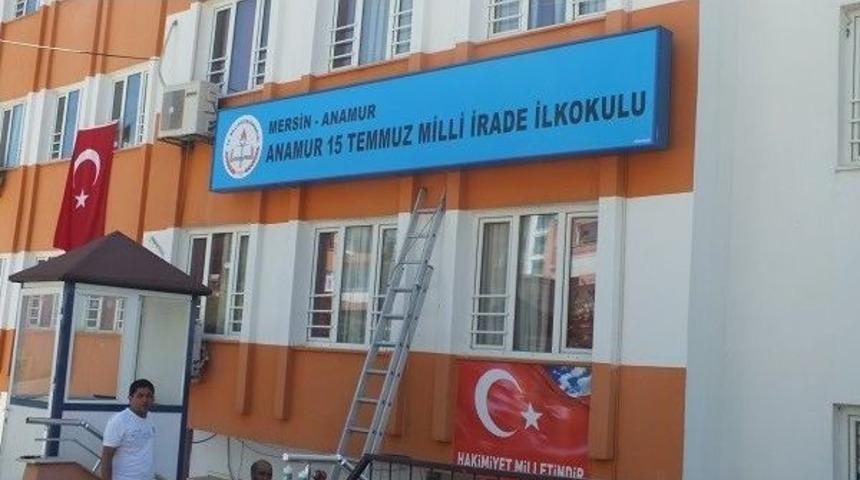 MERSİN - ANAMUR
ANAMUR 15 TEMMUZ MİLLİ İRADE İLKOKULU
HAKİMİYET MİLLETİNDİR